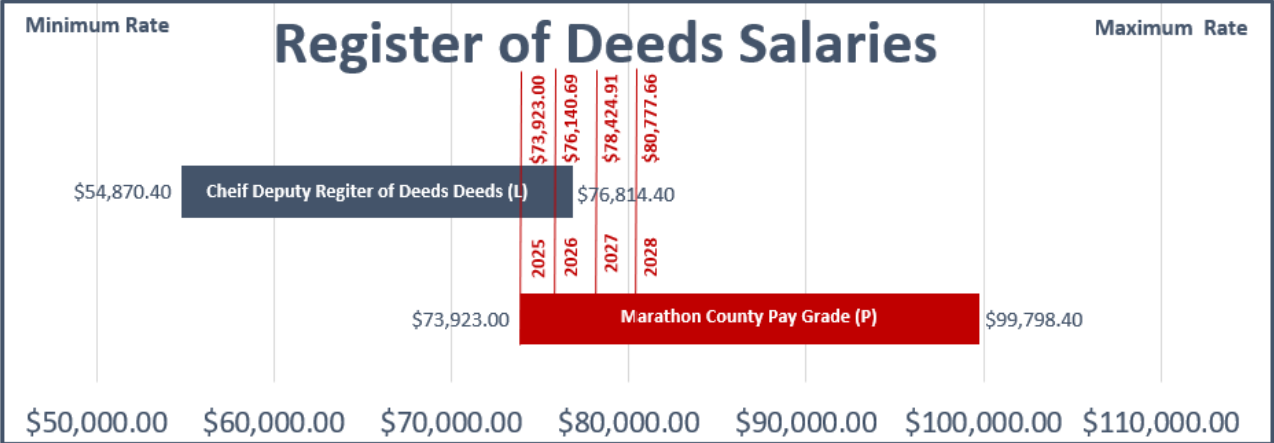 Minimum Rate
Register of Deeds Salaries
Maximum Rate
$73,923.00
$76,140.69
$78,424.91
$80,777.66
$54,870.40
Cheif Deputy Regiter of Deeds Deeds (L)
$76,814.40
2025
2026
2027
2028
$73,923.00
Marathon County Pay Grade (P)
$99,798.40
$50,000.00 $60,000.00 $70,000.00 $80,000.00 $90,000.00 $100,000.00 $110,000.00